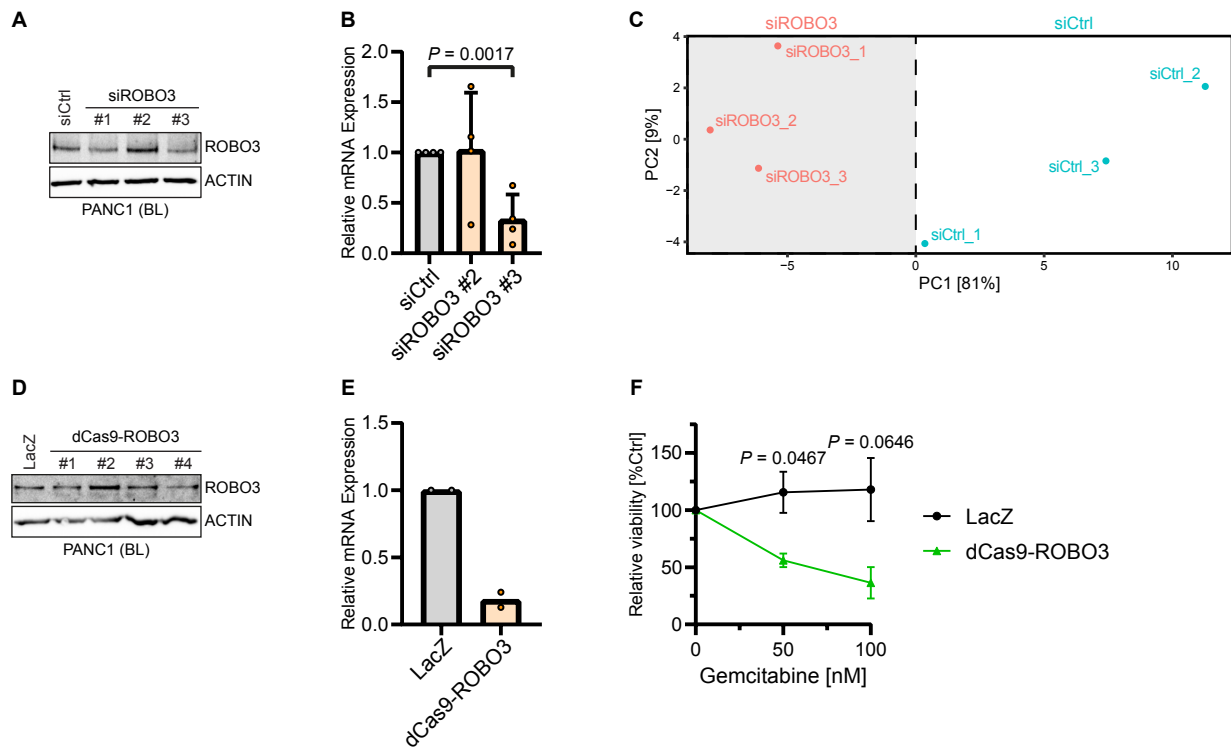 A
siCtrl
siROBO3
#1 #2 #3
ROBO3
ACTIN
PANC1 (BL)
B
P = 0.0017
Relative mRNA Expression
2.0
1.5
1.0
0.5
0.0
siCtrl
siROBO3 #2
siROBO3 #3
C
siROBO3
siCtrl
siROBO3_1
siROBO3_2
siROBO3_3
siCtrl_2
siCtrl_3
siCtrl_1
PC2 [9%]
4
2
0
−2
−4
−5 0 5 10
PC1 [81%]
D
LacZ
dCas9-ROBO3
#1 #2 #3 #4
ROBO3
ACTIN
PANC1 (BL)
E
Relative mRNA Expression
1.5
1.0
0.5
0.0
LacZ
dCas9-ROBO3
F
Relative viability [%Ctrl]
150
100
50
0
P = 0.0467
P = 0.0646
0 50 100
Gemcitabine [nM]
LacZ
dCas9-ROBO3